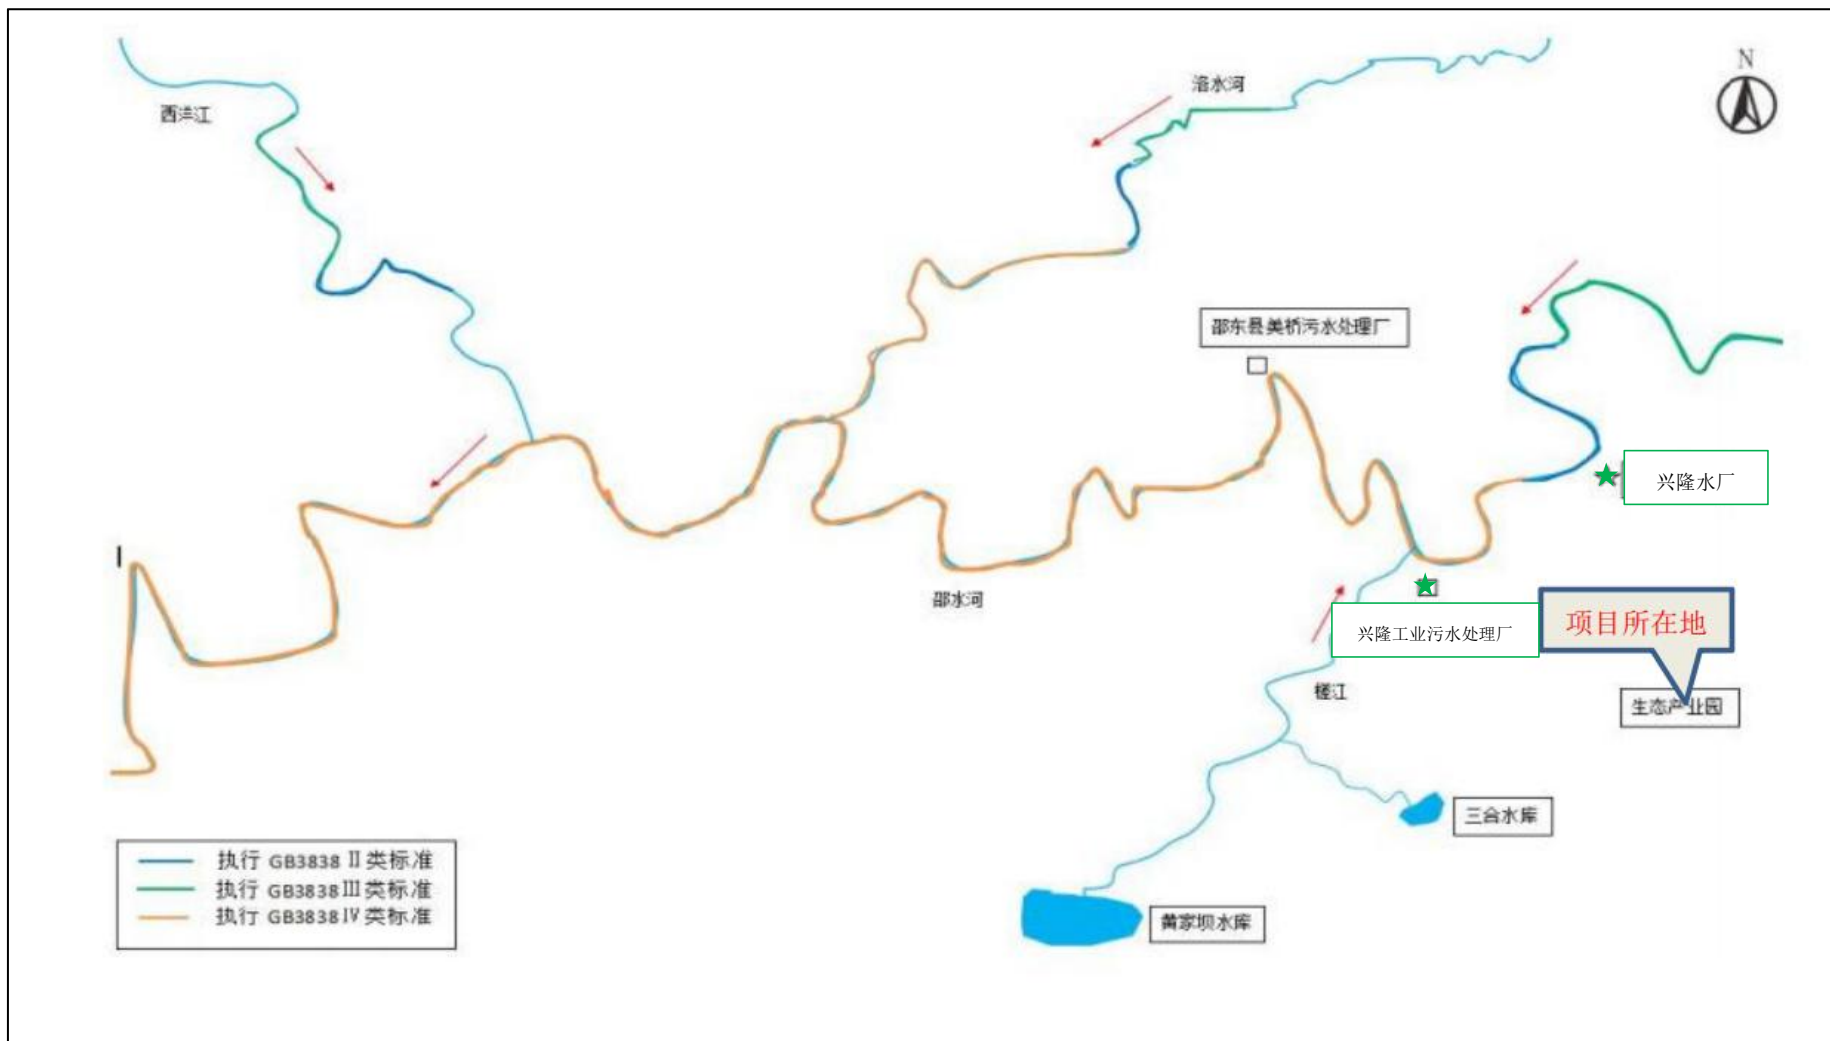 N
洛水河
西洋江
邵东县美桥污水处理厂
兴隆水厂
邵水河
项目所在地
兴隆工业污水处理厂
槎江
生态产业园
三合水库
执行 GB3838 II 类标准
执行 GB3838 III 类标准
执行 GB3838 IV 类标准
黄家坝水库